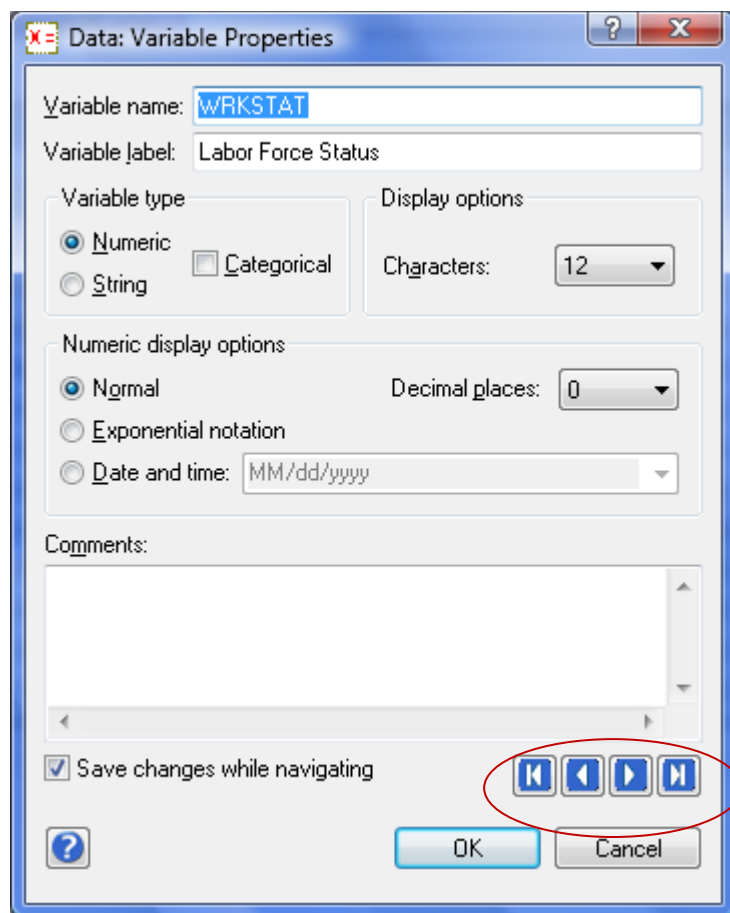 Data: Variable Properties
Variable name: WRKSTAT
Variable label: Labor Force Status
Variable type
Display options
Numeric
Categorical
String
Characters: 12
Numeric display options
Normal
Decimal places: 0
Exponential notation
Date and time: MM/dd/yyyy
Comments:
Save changes while navigating
OK
Cancel